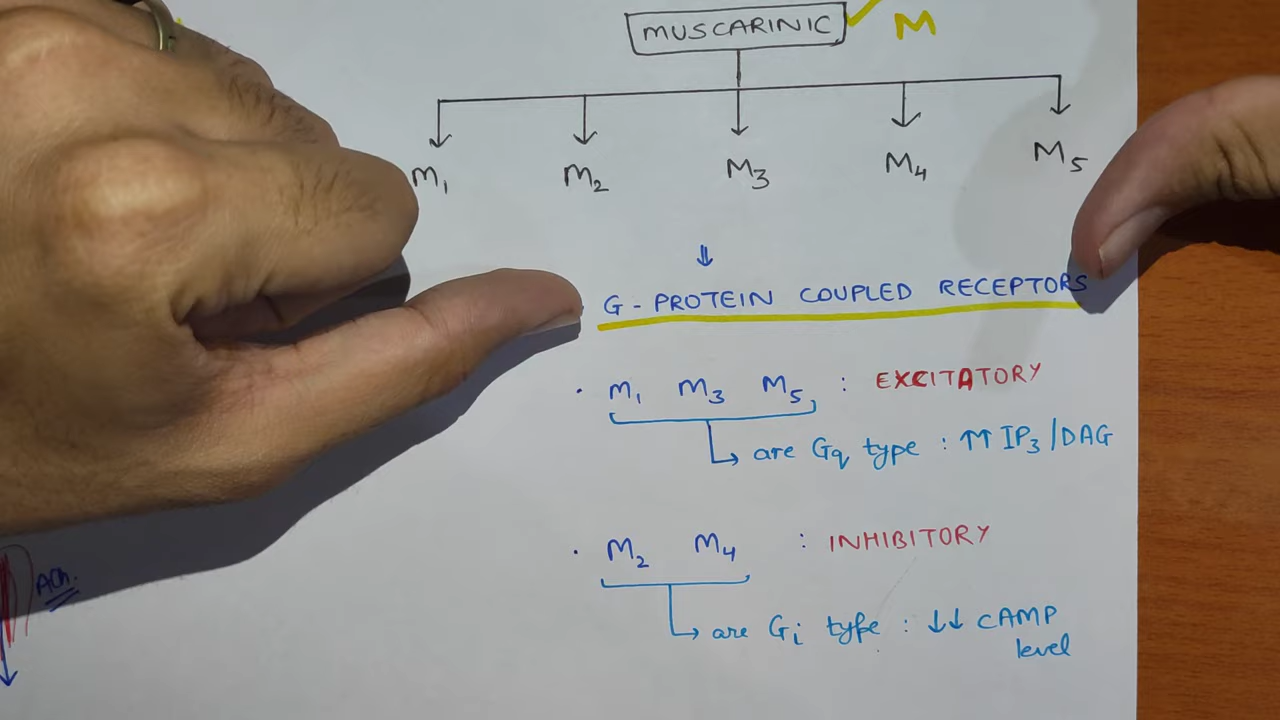 MUSCARINIC M
M₁ M₂ M₃ M₄ M₅
G - PROTEIN COUPLED RECEPTORS
· M₁ M₃ M₅, : EXCITATORY
are Gq type : ↑↑ IP₃/DAG
· M₂ M₄ : INHIBITORY
ACh.
are Gi type : ↓↓ cAMP
level